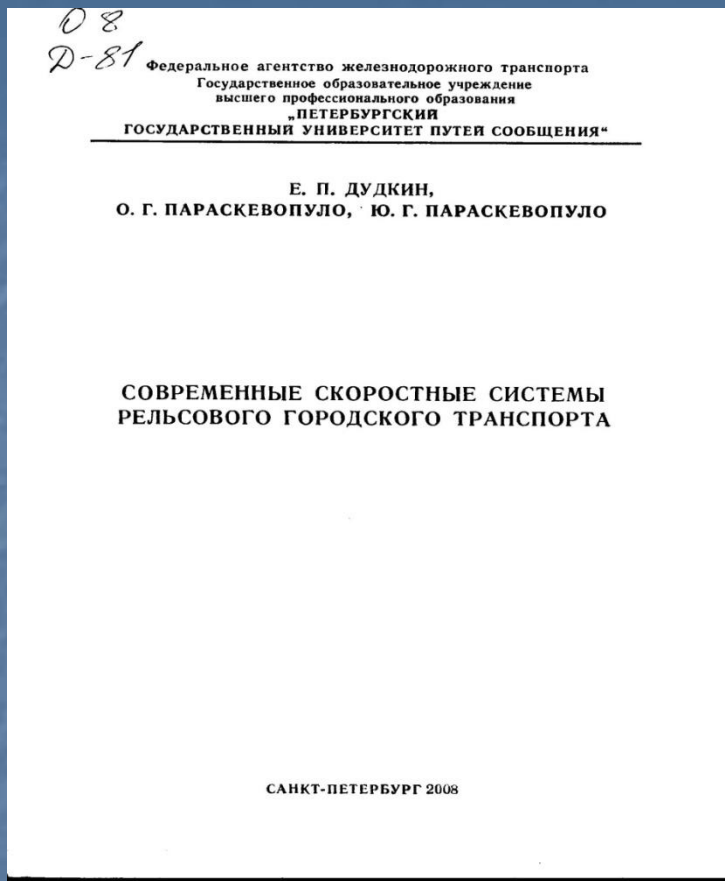 О 8
Д-81
Федеральное агентство железнодорожного транспорта
Государственное образовательное учреждение
высшего профессионального образования
„ПЕТЕРБУРГСКИЙ
ГОСУДАРСТВЕННЫЙ УНИВЕРСИТЕТ ПУТЕЙ СООБЩЕНИЯ“
Е. П. ДУДКИН,
О. Г. ПАРАСКЕВОПУЛО, Ю. Г. ПАРАСКЕВОПУЛО
СОВРЕМЕННЫЕ СКОРОСТНЫЕ СИСТЕМЫ
РЕЛЬСОВОГО ГОРОДСКОГО ТРАНСПОРТА
САНКТ-ПЕТЕРБУРГ 2008